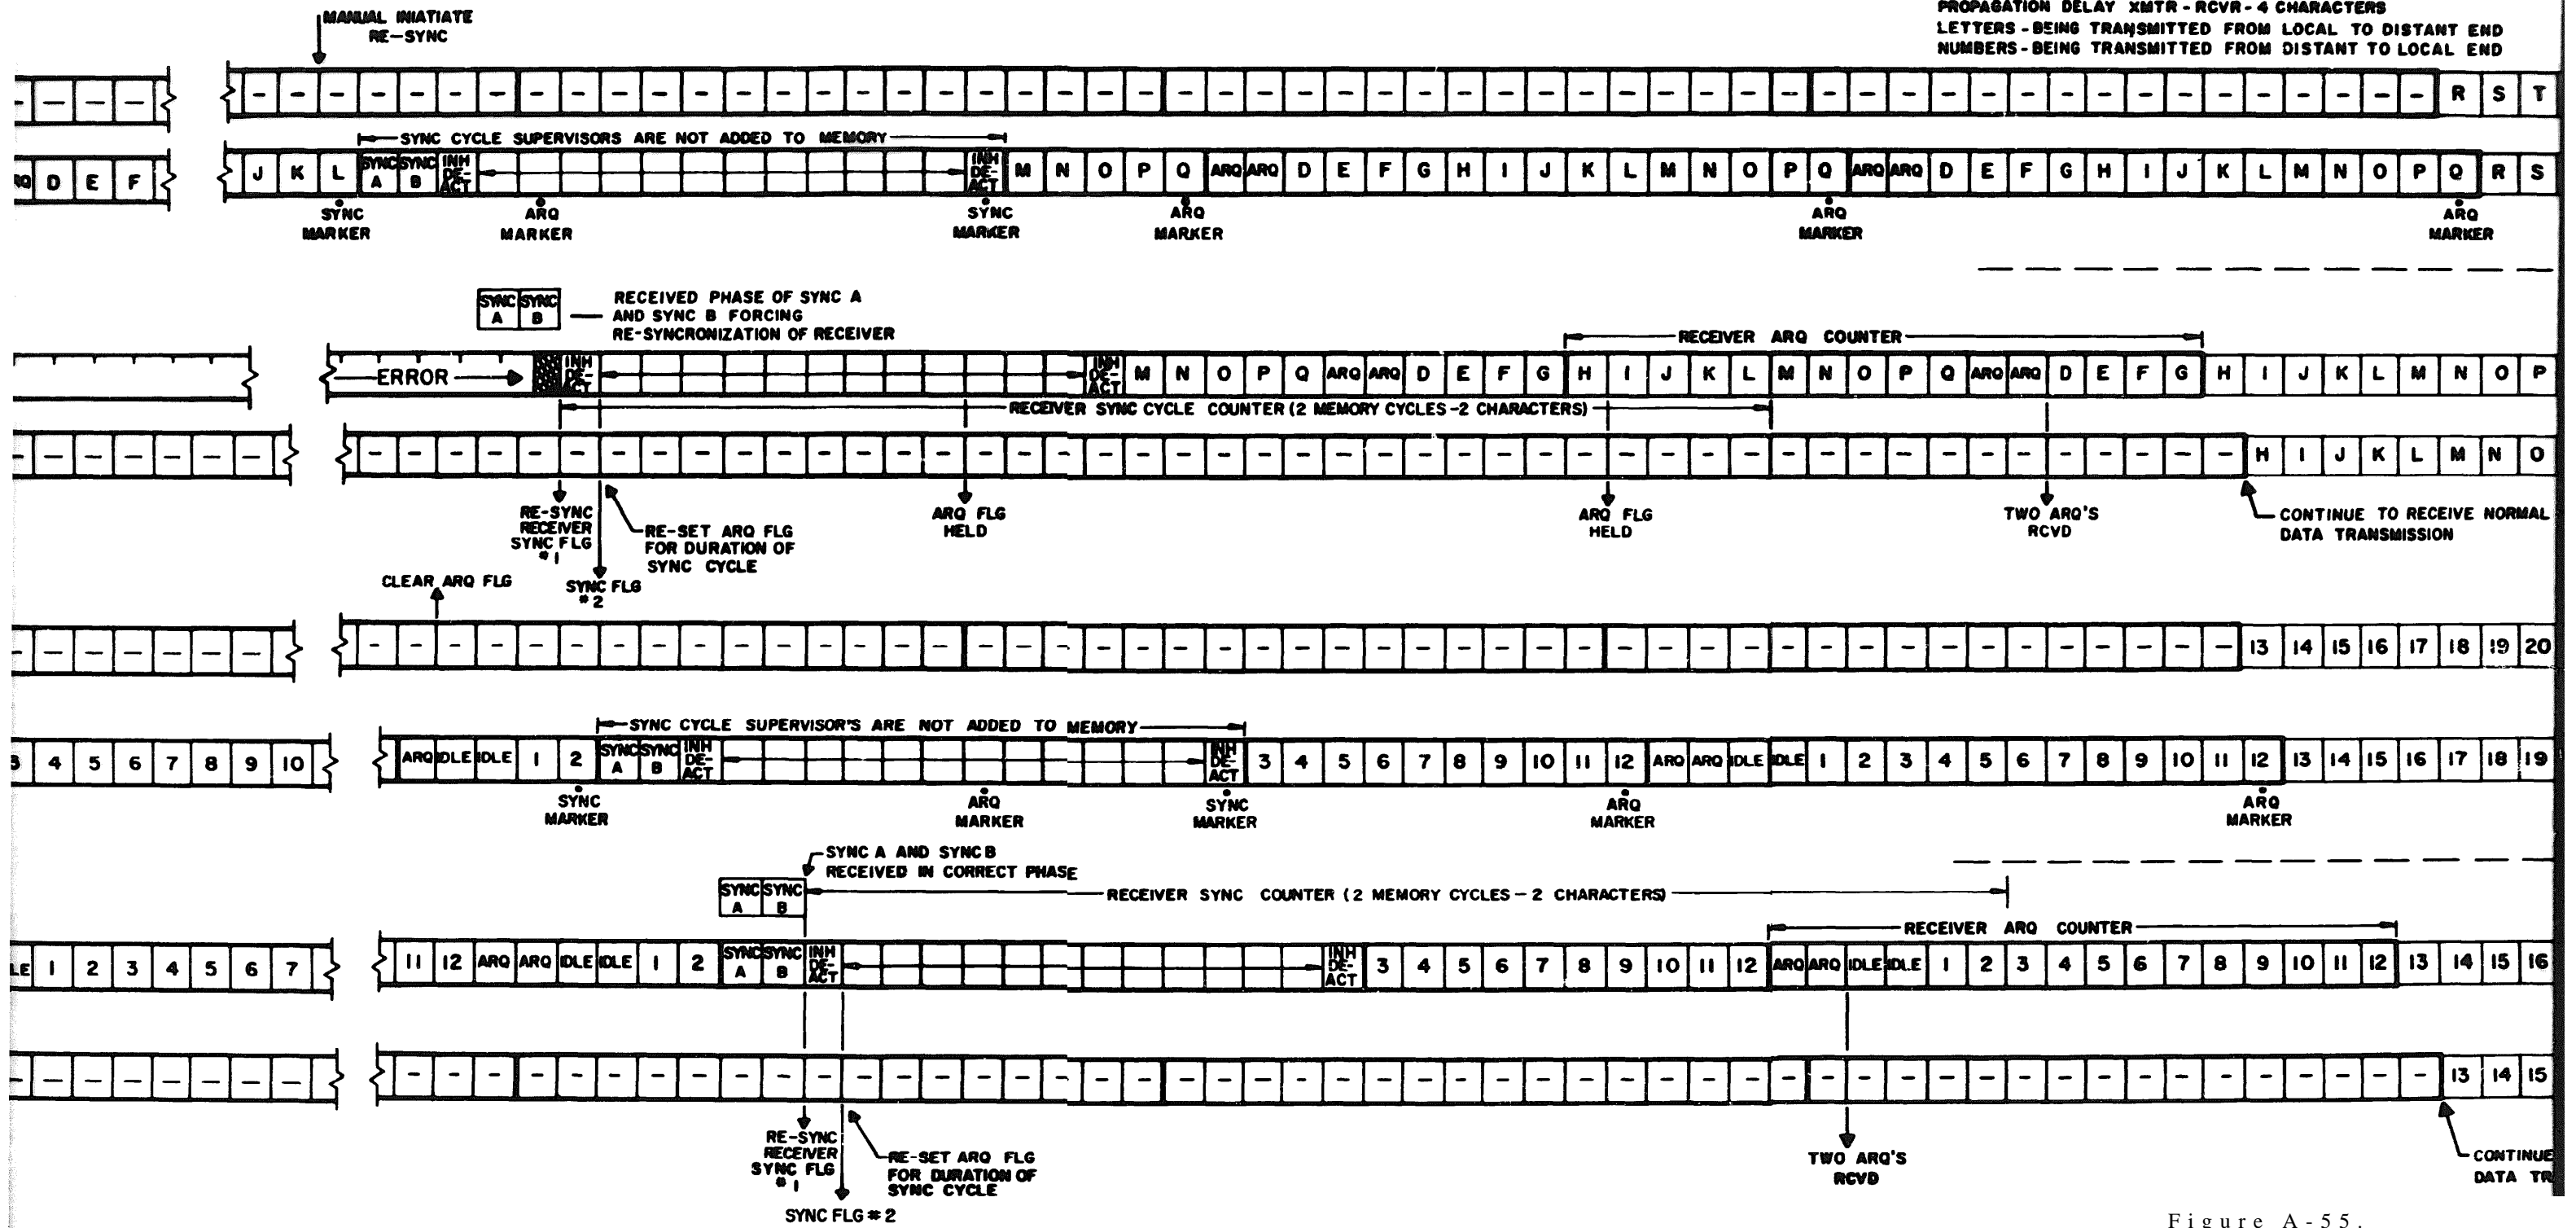 PROPAGATION DELAY XMTR - RCVR - 4 CHARACTERS
LETTERS - BEING TRANSMITTED FROM LOCAL TO DISTANT END
NUMBERS - BEING TRANSMITTED FROM DISTANT TO LOCAL END
MANUAL INIATIATE
RE-SYNC
- - - - - - - - - - - - - - - - - - - - - - - - - - - - - - - - - - - - - - - - - - - - - - - - - - - - - - - - - - R S T
SYNC CYCLE SUPERVISORS ARE NOT ADDED TO MEMORY
RQ D E F J K L SYNC A SYNC B INH DE-ACT INH DE-ACT M N O P Q ARQ ARQ D E F G H I J K L M N O P Q ARQ ARQ D E F G H I J K L M N O P Q R S
SYNC MARKER ARQ MARKER SYNC MARKER ARQ MARKER ARQ MARKER ARQ MARKER
SYNC A SYNC B
RECEIVED PHASE OF SYNC A
AND SYNC B FORCING
RE-SYNCRONIZATION OF RECEIVER
RECEIVER ARQ COUNTER
ERROR INH DE-ACT INH DE-ACT M N O P Q ARQ ARQ D E F G H I J K L M N O P Q ARQ ARQ D E F G H I J K L M N O P
RECEIVER SYNC CYCLE COUNTER (2 MEMORY CYCLES - 2 CHARACTERS)
- - - - - - - - - - - - - - - - - - - - - - - - - - - - - - - - - - - - - - - - - - - - - - - - - - - - - H I J K L M N O
RE-SYNC
RECEIVER
SYNC FLG
#1
RE-SET ARQ FLG
FOR DURATION OF
SYNC CYCLE
ARQ FLG
HELD
ARQ FLG
HELD
TWO ARQ'S
RCVD
CONTINUE TO RECEIVE NORMAL
DATA TRANSMISSION
CLEAR ARQ FLG
SYNC FLG
#2
- - - - - - - - - - - - - - - - - - - - - - - - - - - - - - - - - - - - - - - - - - - - - - - - - - - - - 13 14 15 16 17 18 19 20
SYNC CYCLE SUPERVISOR'S ARE NOT ADDED TO MEMORY
3 4 5 6 7 8 9 10 ARQ IDLE IDLE 1 2 SYNC A SYNC B INH DE-ACT INH DE-ACT 3 4 5 6 7 8 9 10 11 12 ARQ ARQ IDLE IDLE 1 2 3 4 5 6 7 8 9 10 11 12 13 14 15 16 17 18 19
SYNC MARKER ARQ MARKER SYNC MARKER ARQ MARKER ARQ MARKER
SYNC A AND SYNC B
RECEIVED IN CORRECT PHASE
SYNC A SYNC B
RECEIVER SYNC COUNTER (2 MEMORY CYCLES - 2 CHARACTERS)
RECEIVER ARQ COUNTER
LE 1 2 3 4 5 6 7 11 12 ARQ ARQ IDLE IDLE 1 2 SYNC A SYNC B INH DE-ACT INH DE-ACT 3 4 5 6 7 8 9 10 11 12 ARQ ARQ IDLE IDLE 1 2 3 4 5 6 7 8 9 10 11 12 13 14 15 16
- - - - - - - - - - - - - - - - - - - - - - - - - - - - - - - - - - - - - - - - - - - - - - - - - - - - - - - - - - 13 14 15
RE-SYNC
RECEIVER
SYNC FLG
#1
RE-SET ARQ FLG
FOR DURATION OF
SYNC CYCLE
SYNC FLG #2
TWO ARQ'S
RCVD
CONTINUE
DATA TR
Figure A-55.